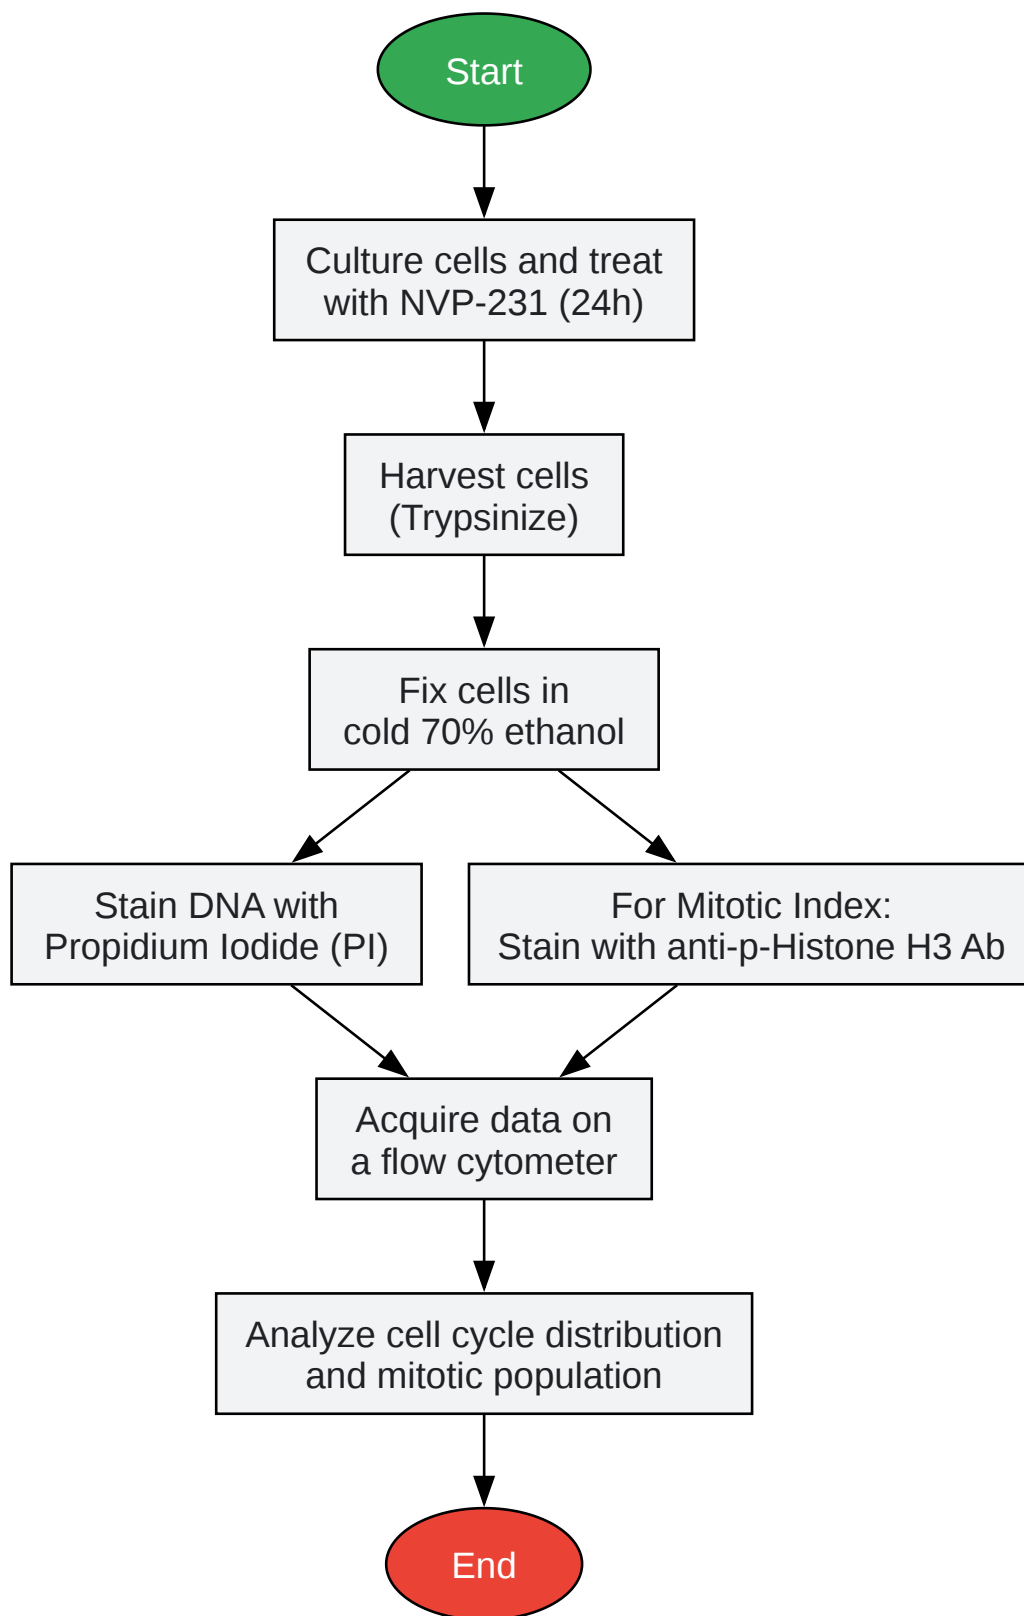 Start
Culture cells and treat
with NVP-231 (24h)
Harvest cells
(Trypsinize)
Fix cells in
cold 70% ethanol
Stain DNA with
Propidium Iodide (PI)
For Mitotic Index:
Stain with anti-p-Histone H3 Ab
Acquire data on
a flow cytometer
Analyze cell cycle distribution
and mitotic population
End